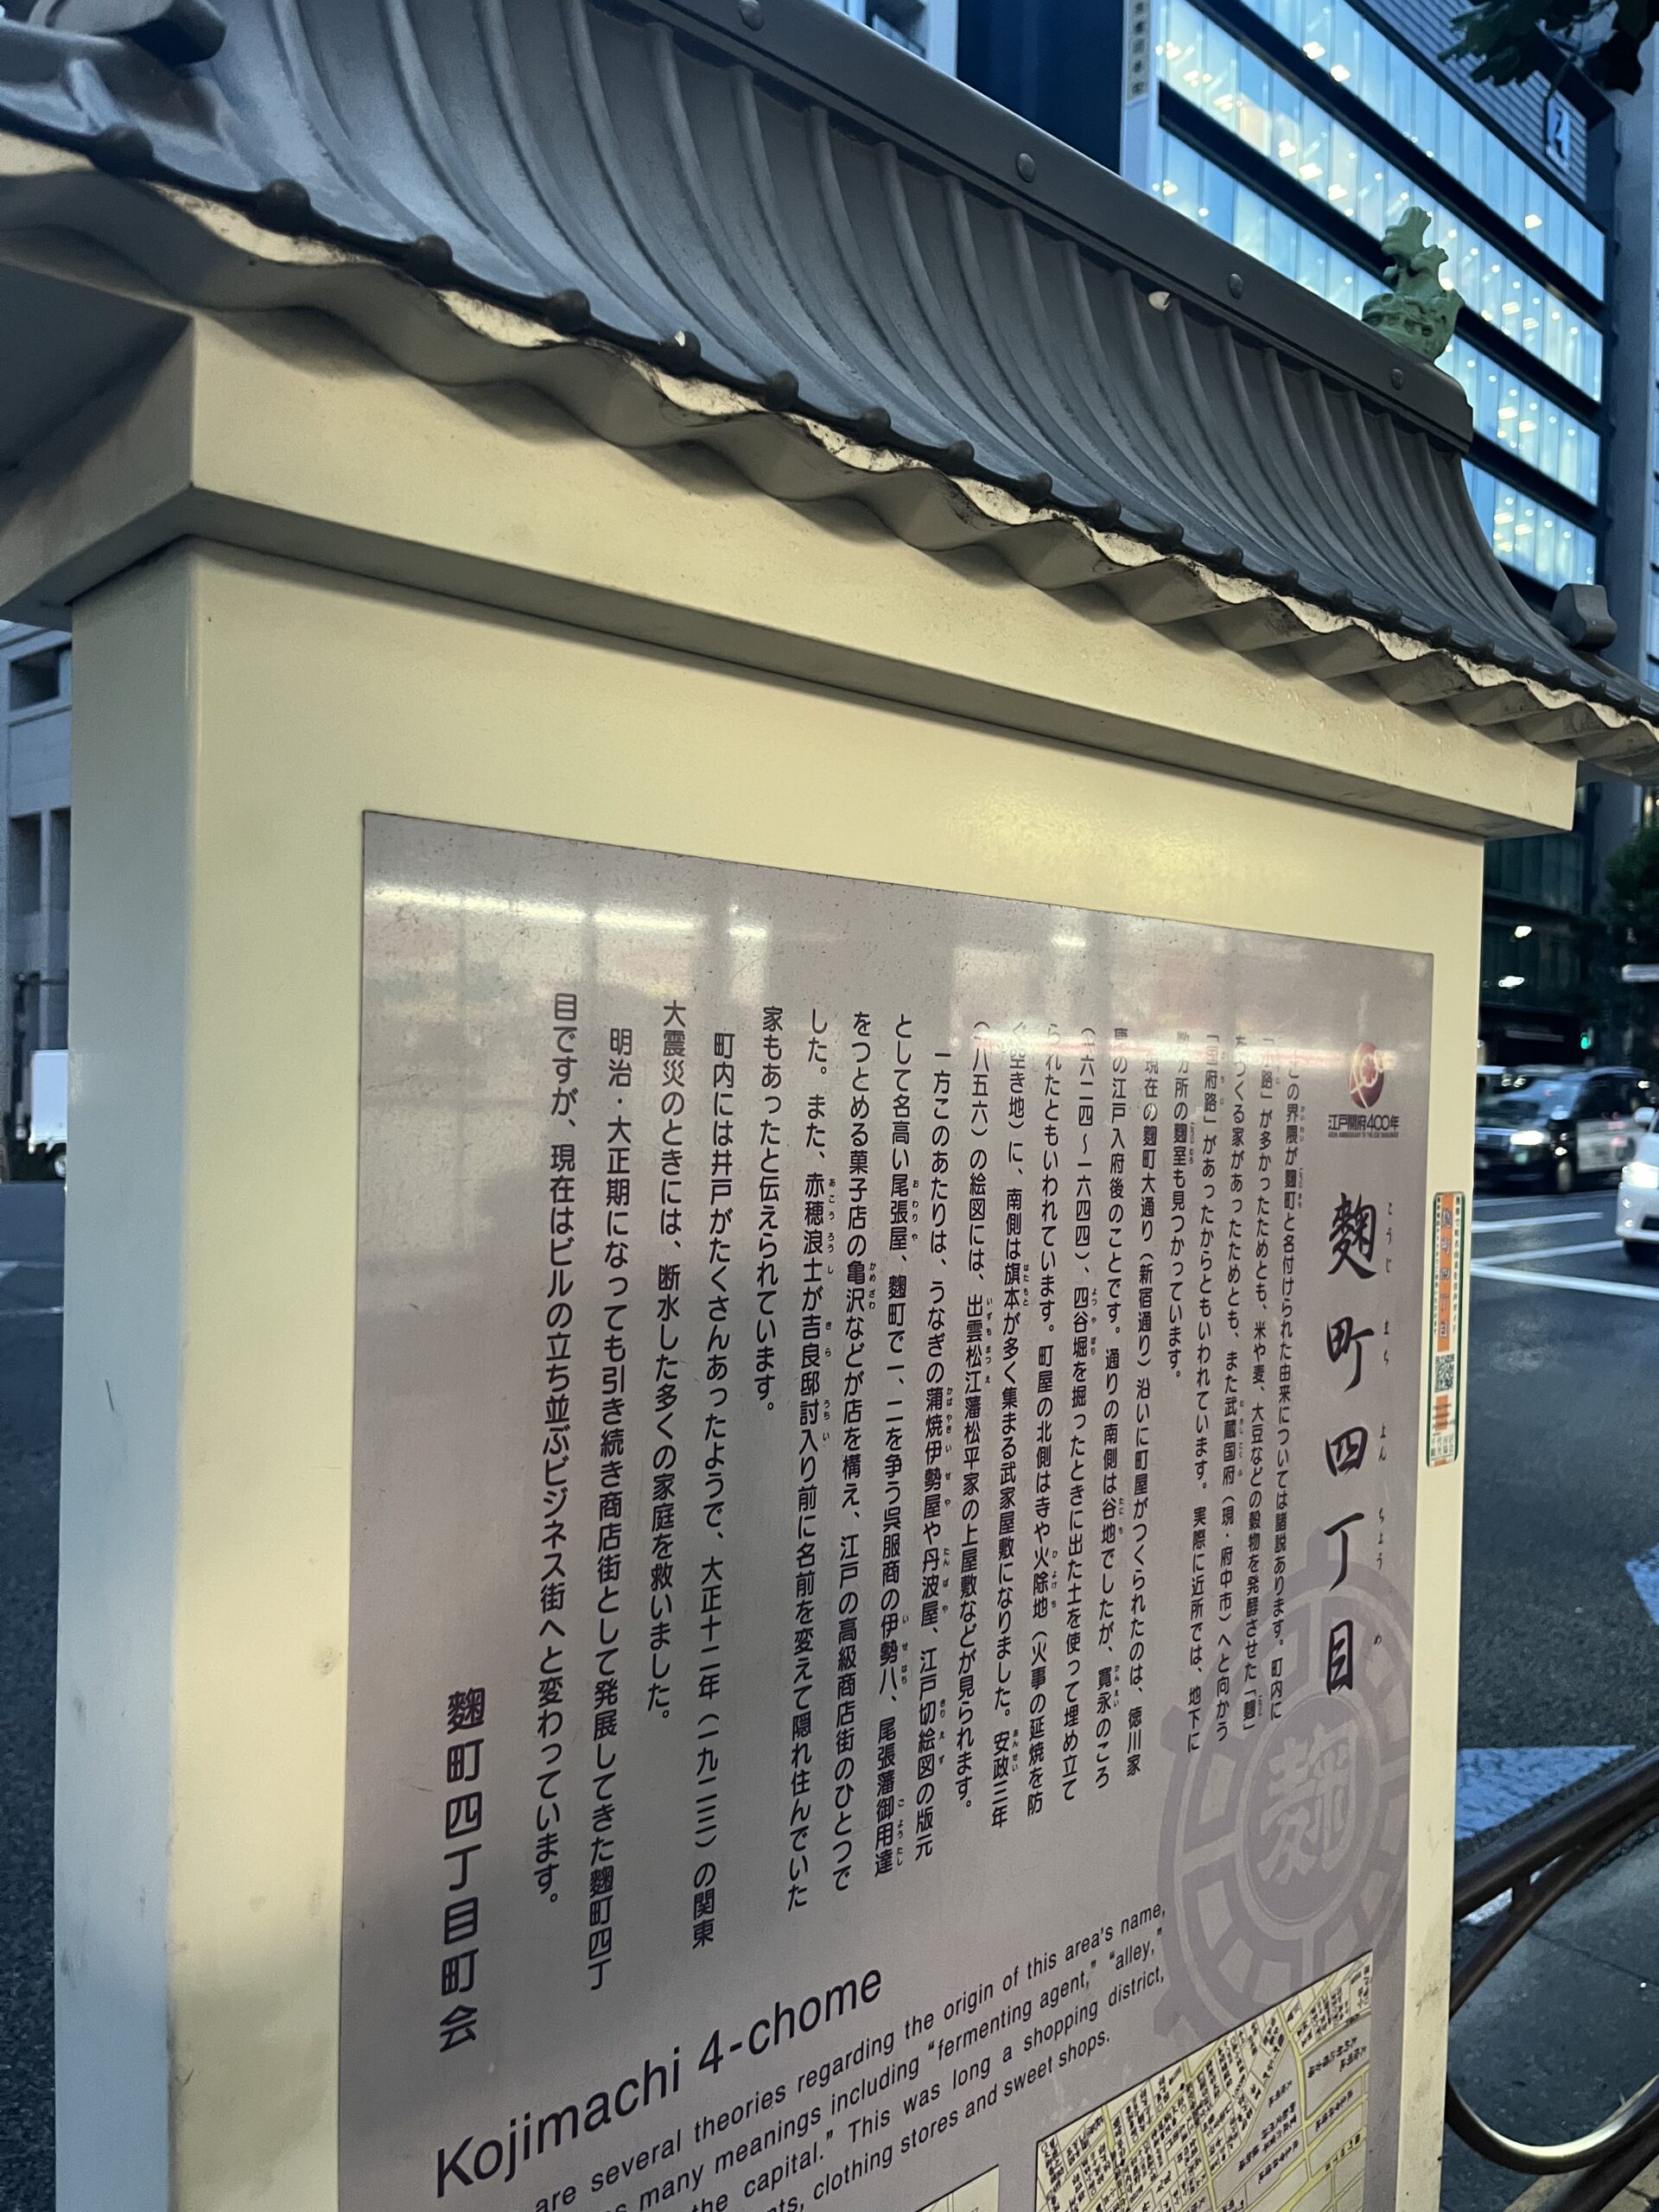 江戸開府400年
麴町四丁目
こうじ まち よん ちょう め
この界隈が麴町と名付けられた由来については諸説あります。町内に
「小路」が多かったためとも、米や麦、大豆などの穀物を発酵させた「麴」
をつくる家があったためとも、また武蔵国府（現・府中市）へと向かう
「国府路」があったからともいわれています。実際に近所では、地下に
数カ所の麴室も見つかっています。
現在の麴町大通り（新宿通り）沿いに町屋がつくられたのは、徳川家
康の江戸入府後のことです。通りの南側は谷地でしたが、寛永のころ
（一六二四～一六四四）、四谷堀を掘ったときに出た土を使って埋め立て
られたともいわれています。町屋の北側は寺や火除地（火事の延焼を防
ぐ空き地）に、南側は旗本が多く集まる武家屋敷になりました。安政三年
（一八五六）の絵図には、出雲松江藩松平家の上屋敷などが見られます。
一方このあたりは、うなぎの蒲焼伊勢屋や丹波屋、江戸切絵図の版元
として名高い尾張屋、麴町で一、二を争う呉服商の伊勢八、尾張藩御用達
をつとめる菓子店の亀沢などが店を構え、江戸の高級商店街のひとつで
した。また、赤穂浪士が吉良邸討入り前に名前を変えて隠れ住んでいた
家もあったと伝えられています。
町内には井戸がたくさんあったようで、大正十二年（一九二三）の関東
大震災のときには、断水した多くの家庭を救いました。
明治・大正期になっても引き続き商店街として発展してきた麴町四丁
目ですが、現在はビルの立ち並ぶビジネス街へと変わっています。
麴町四丁目町会
Kojimachi 4-chome
are several theories regarding the origin of this area's name,
many meanings including "fermenting agent," "alley,"
the capital." This was long a shopping district,
clothing stores and sweet shops.